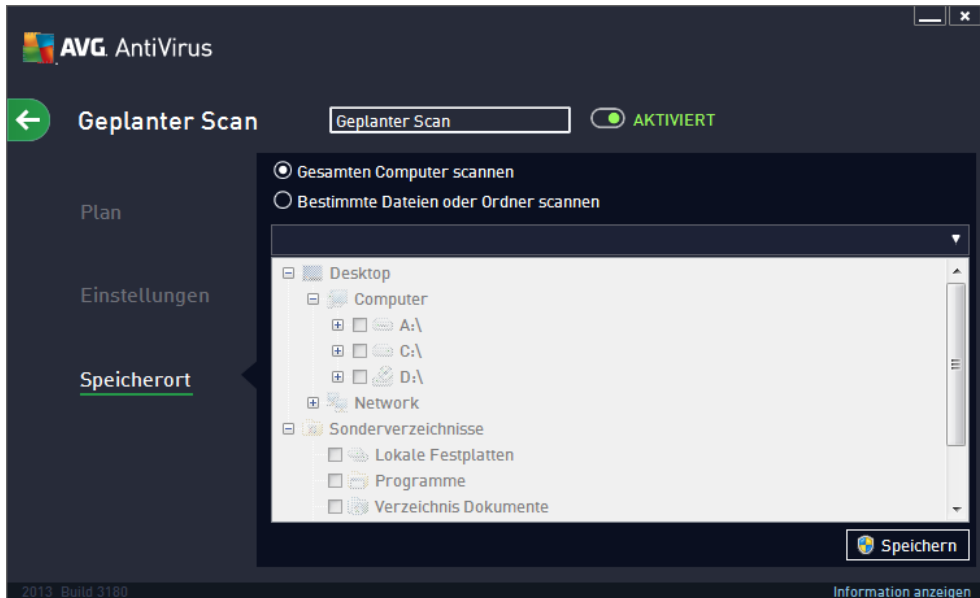 AVG. AntiVirus
Geplanter Scan
Geplanter Scan
AKTIVIERT
Plan
Einstellungen
Speicherort
Gesamten Computer scannen
Bestimmte Dateien oder Ordner scannen
Desktop
Computer
A:\
C:\
D:\
Network
Sonderverzeichnisse
Lokale Festplatten
Programme
Verzeichnis Dokumente
Speichern
2013 Build 3180
Information anzeigen